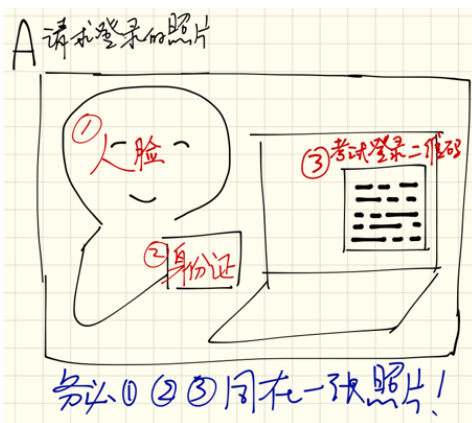 A 请求登录的照片
①人脸
③考试登录二维码
②身份证
务必①②③同在一张照片！